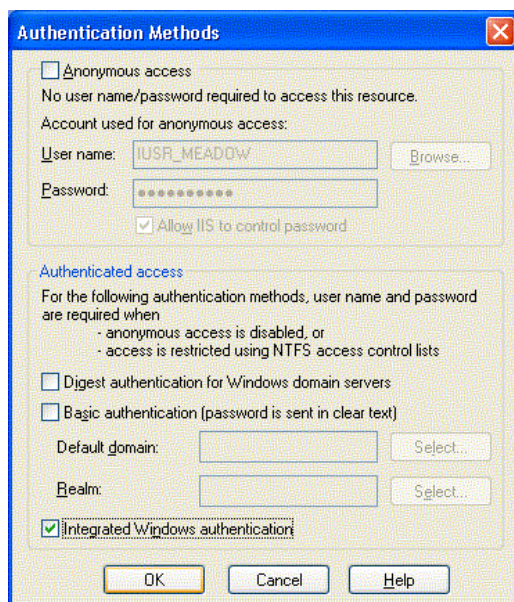 Authentication Methods
Anonymous access
No user name/password required to access this resource.
Account used for anonymous access:
User name: IUSR_MEADOW Browse...
Password: ●●●●●●●●●●
Allow IIS to control password
Authenticated access
For the following authentication methods, user name and password
are required when
- anonymous access is disabled, or
- access is restricted using NTFS access control lists
Digest authentication for Windows domain servers
Basic authentication (password is sent in clear text)
Default domain: Select...
Realm: Select...
Integrated Windows authentication
OK Cancel Help